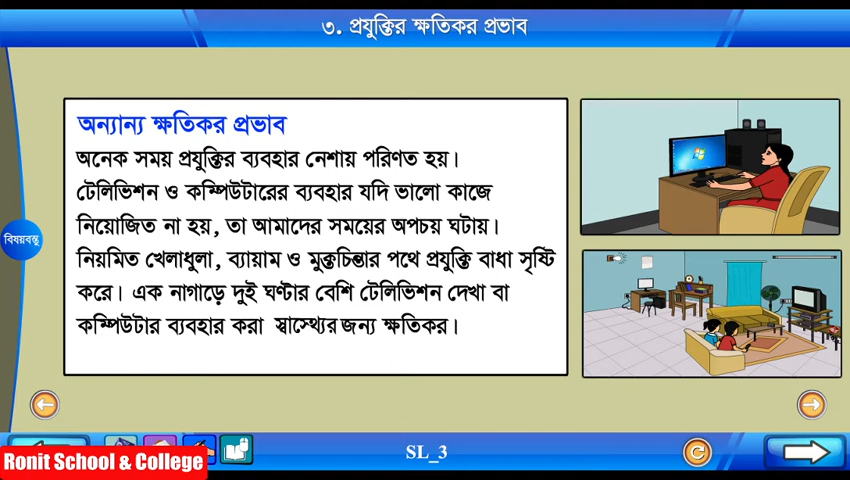 ৩. প্রযুক্তির ক্ষতিকর প্রভাব
অন্যান্য ক্ষতিকর প্রভাব
অনেক সময় প্রযুক্তির ব্যবহার নেশায় পরিণত হয়।
টেলিভিশন ও কম্পিউটারের ব্যবহার যদি ভালো কাজে
নিয়োজিত না হয়, তা আমাদের সময়ের অপচয় ঘটায়।
নিয়মিত খেলাধুলা, ব্যায়াম ও মুক্তচিন্তার পথে প্রযুক্তি বাধা সৃষ্টি
করে। এক নাগাড়ে দুই ঘণ্টার বেশি টেলিভিশন দেখা বা
কম্পিউটার ব্যবহার করা স্বাস্থ্যের জন্য ক্ষতিকর।
বিষয়বস্তু
SL_3
Ronit School & College